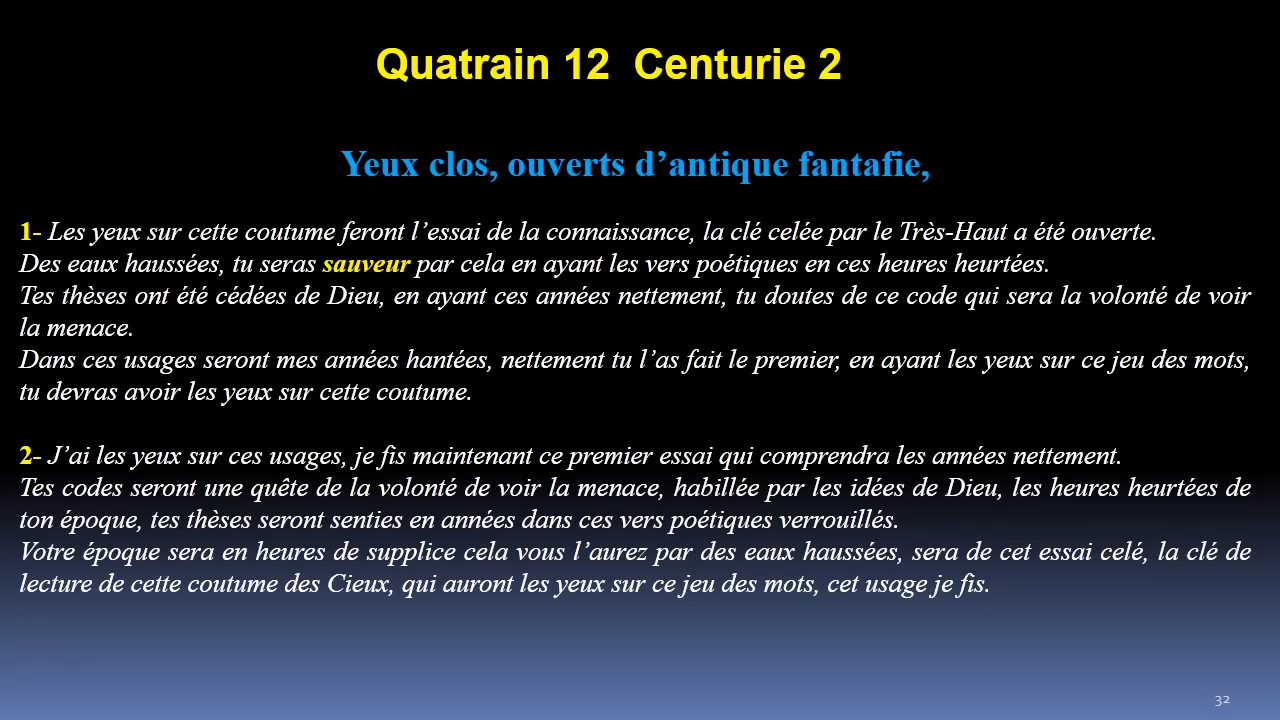 Quatrain 12  Centurie 2
Yeux clos, ouverts d’antique fantafie,
1- Les yeux sur cette coutume feront l’essai de la connaissance, la clé celée par le Très-Haut a été ouverte.
Des eaux haussées, tu seras sauveur par cela en ayant les vers poétiques en ces heures heurtées.
Tes thèses ont été cédées de Dieu, en ayant ces années nettement, tu doutes de ce code qui sera la volonté de voir
la menace.
Dans ces usages seront mes années hantées, nettement tu l’as fait le premier, en ayant les yeux sur ce jeu des mots,
tu devras avoir les yeux sur cette coutume.
2- J’ai les yeux sur ces usages, je fis maintenant ce premier essai qui comprendra les années nettement.
Tes codes seront une quête de la volonté de voir la menace, habillée par les idées de Dieu, les heures heurtées de
ton époque, tes thèses seront senties en années dans ces vers poétiques verrouillés.
Votre époque sera en heures de supplice cela vous l’aurez par des eaux haussées, sera de cet essai celé, la clé de
lecture de cette coutume des Cieux, qui auront les yeux sur ce jeu des mots, cet usage je fis.
32